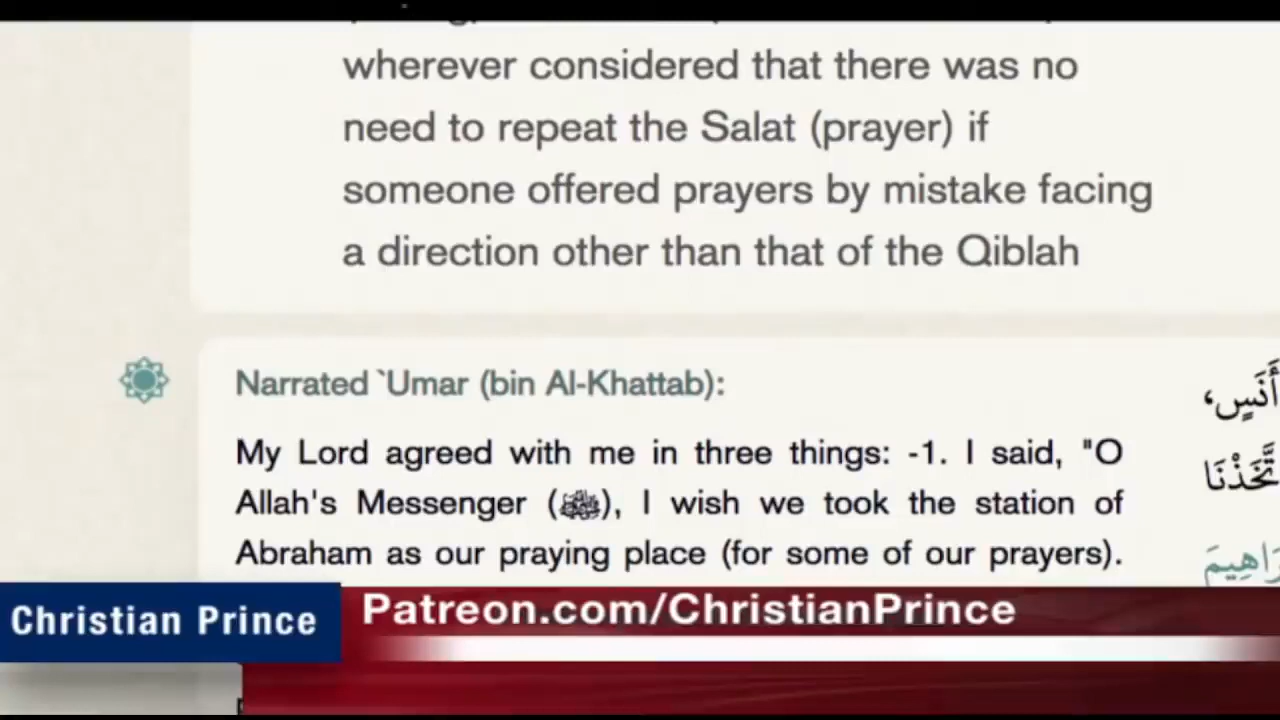 wherever considered that there was no
need to repeat the Salat (prayer) if
someone offered prayers by mistake facing
a direction other than that of the Qiblah
Narrated `Umar (bin Al-Khattab):
أَنَسٍ،
My Lord agreed with me in three things: -1. I said, "O
Allah's Messenger (ﷺ), I wish we took the station of
تَّخَذْنَا
Abraham as our praying place (for some of our prayers).
Christian Prince
Patreon.com/ChristianPrince